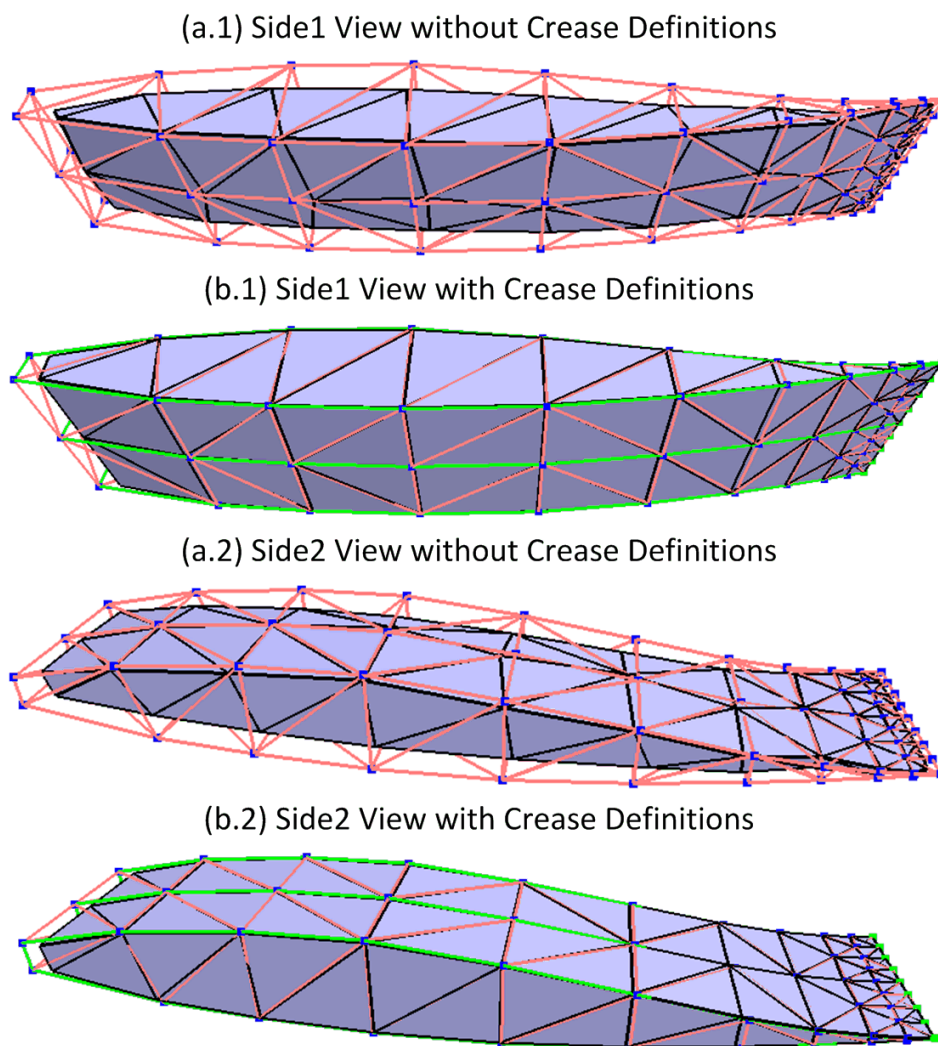 (a.1) Side1 View without Crease Definitions
(b.1) Side1 View with Crease Definitions
(a.2) Side2 View without Crease Definitions
(b.2) Side2 View with Crease Definitions